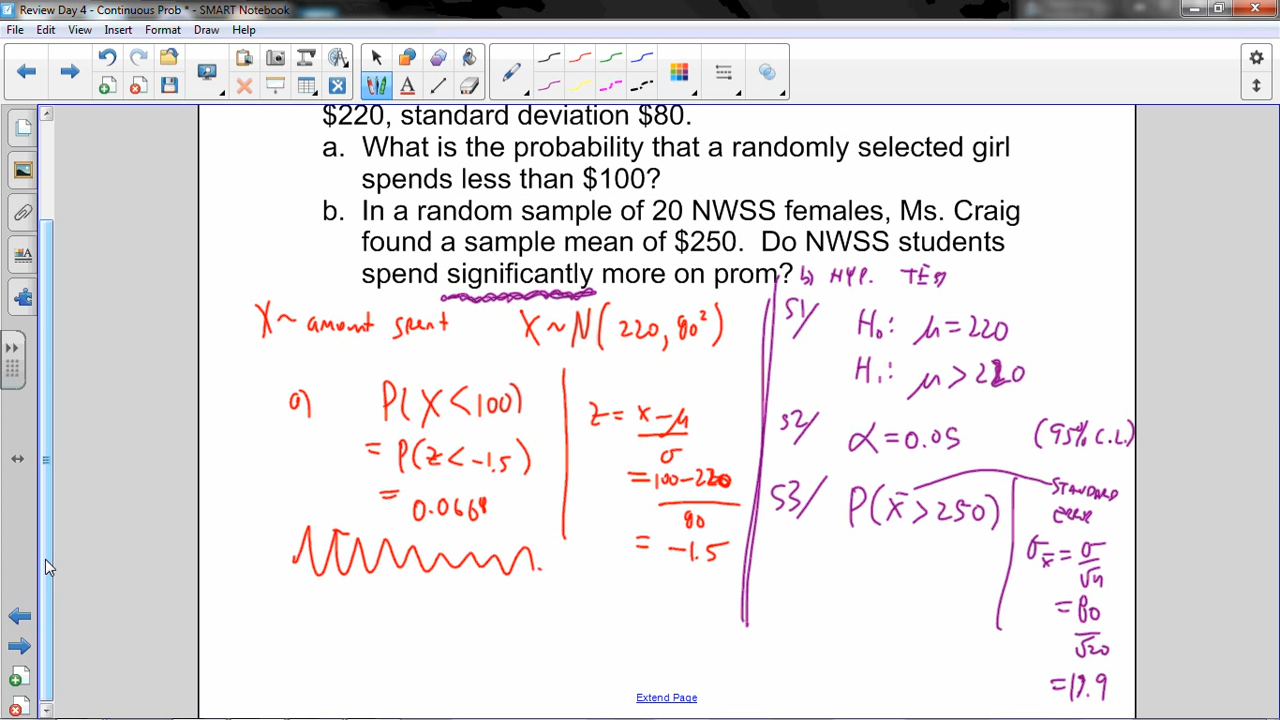 Review Day 4 - Continuous Prob * - SMART Notebook
File Edit View Insert Format Draw Help
$220, standard deviation $80.
a. What is the probability that a randomly selected girl
spends less than $100?
b. In a random sample of 20 NWSS females, Ms. Craig
found a sample mean of $250. Do NWSS students
spend significantly more on prom?
X ~ amount spent X ~ N(220, 80²)
a) P(X < 100)
= P(z < -1.5)
= 0.0668
z = x - μ
σ
= 100 - 220
80
= -1.5
b) HYP. TEST
S1/ H₀: μ = 220
H₁: μ > 220
S2/ α = 0.05 (95% C.L.)
S3/ P(x̄ > 250)
STANDARD
ERROR
σx̄ = σ
√n
= 80
√20
= 17.9
Extend Page